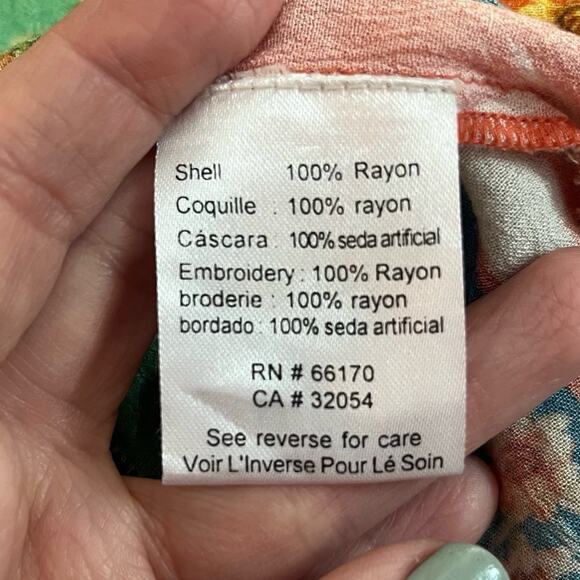 Shell 100% Rayon
Coquille : 100% rayon
Cáscara : 100% seda artificial
Embroidery : 100% Rayon
broderie : 100% rayon
bordado : 100% seda artificial
RN # 66170
CA # 32054
See reverse for care
Voir L'Inverse Pour Lé Soin